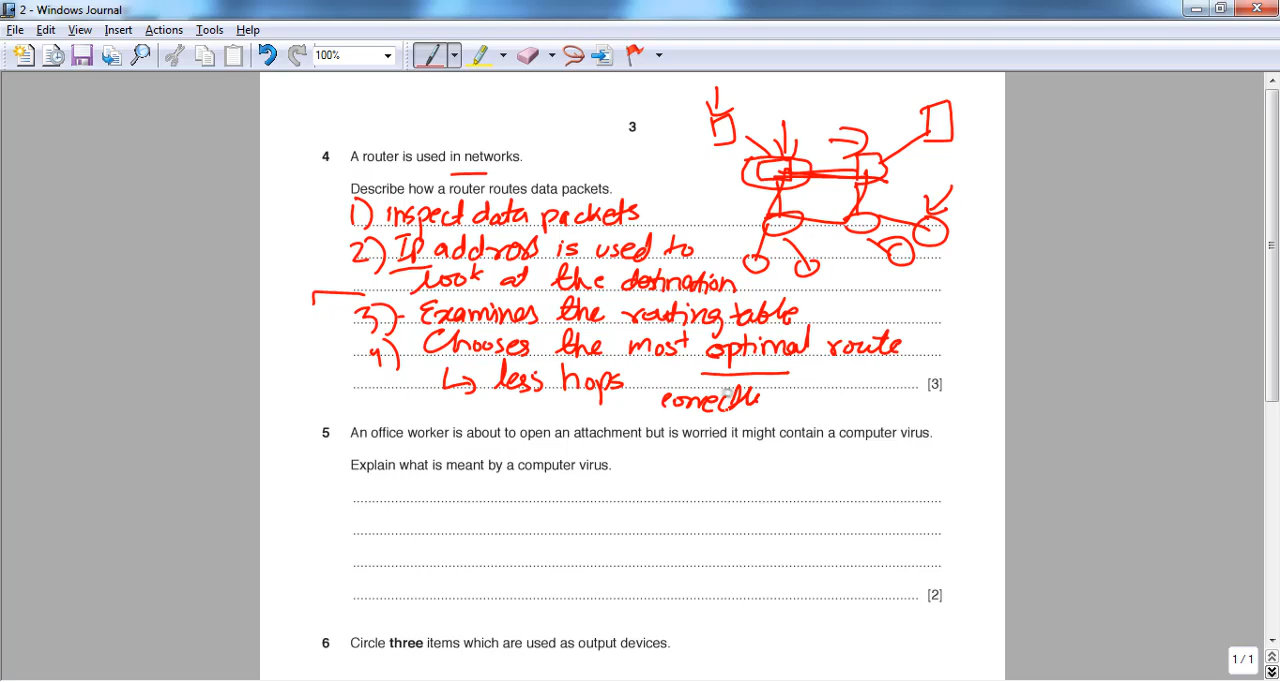 2 - Windows Journal
File Edit View Insert Actions Tools Help
100%
3
4 A router is used in networks.
Describe how a router routes data packets.
1) inspect data packets
2) IP address is used to
look at the destination
3) - Examines the routing table
4) Chooses the most optimal route
↳ less hops [3]
5 An office worker is about to open an attachment but is worried it might contain a computer virus.
Explain what is meant by a computer virus.
[2]
6 Circle three items which are used as output devices.
1 / 1